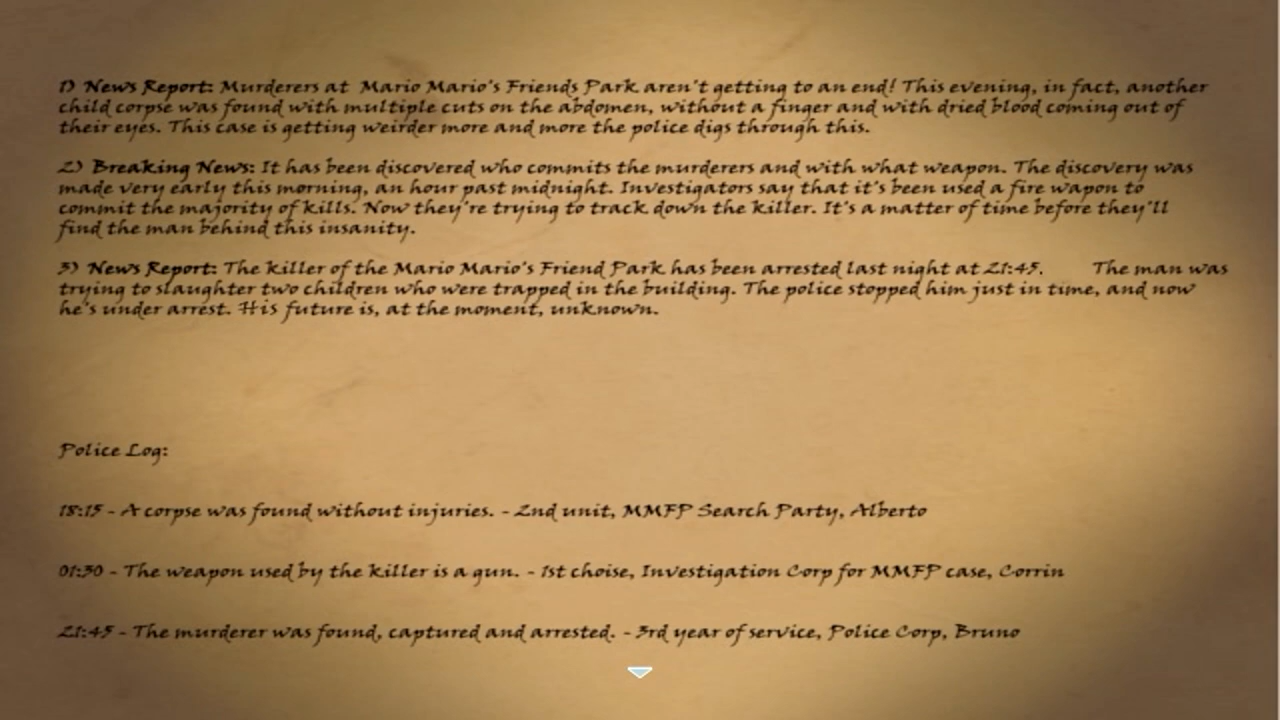 1) News Report: Murderers at Mario Mario's Friends Park aren't getting to an end! This evening, in fact, another
child corpse was found with multiple cuts on the abdomen, without a finger and with dried blood coming out of
their eyes. This case is getting weirder more and more the police digs through this.
2) Breaking News: It has been discovered who commits the murderers and with what weapon. The discovery was
made very early this morning, an hour past midnight. Investigators say that it's been used a fire wapon to
commit the majority of kills. Now they're trying to track down the killer. It's a matter of time before they'll
find the man behind this insanity.
3) News Report: The killer of the Mario Mario's Friend Park has been arrested last night at 21:45. The man was
trying to slaughter two children who were trapped in the building. The police stopped him just in time, and now
he's under arrest. His future is, at the moment, unknown.
Police Log:
18:15 - A corpse was found without injuries. - 2nd unit, MMFP Search Party, Alberto
01:30 - The weapon used by the killer is a gun. - 1st choise, Investigation Corp for MMFP case, Corrin
21:45 - The murderer was found, captured and arrested. - 3rd year of service, Police Corp, Bruno